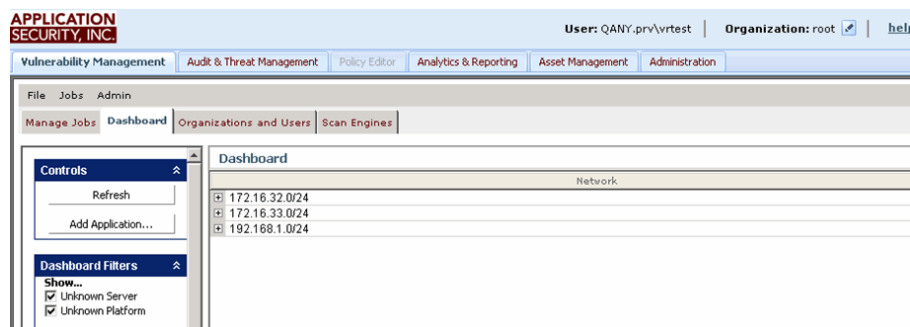 APPLICATION
SECURITY, INC.
User: QANY.prv\vrtest Organization: root help
Vulnerability Management Audit & Threat Management Policy Editor Analytics & Reporting Asset Management Administration
File Jobs Admin
Manage Jobs Dashboard Organizations and Users Scan Engines
Dashboard
Controls
Network
Refresh
172.16.32.0/24
172.16.33.0/24
Add Application...
192.168.1.0/24
Dashboard Filters
Show...
Unknown Server
Unknown Platform